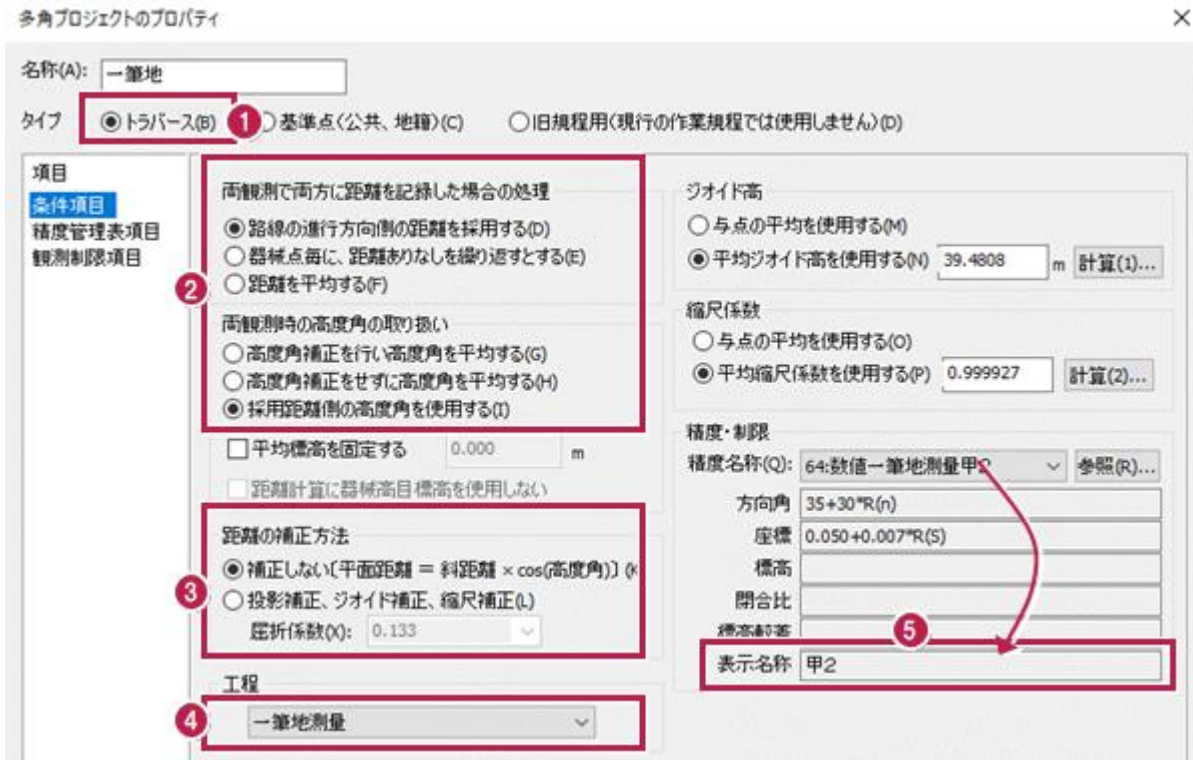 多角プロジェクトのプロパティ
名称(A): 一筆地
タイプ トラバース(B) 1 基準点(公共、地籍)(C) 旧規程用(現行の作業規程では使用しません)(D)
項目
条件項目
精度管理表項目
観測制限項目
2
両観測で両方に距離を記録した場合の処理
路線の進行方向側の距離を採用する(D)
器械点毎に、距離ありなしを繰り返すとする(E)
距離を平均する(F)
両観測時の高度角の取り扱い
高度角補正を行い高度角を平均する(G)
高度角補正をせずに高度角を平均する(H)
採用距離側の高度角を使用する(I)
平均標高を固定する 0.000 m
距離計算に器械高目標高を使用しない
3
距離の補正方法
補正しない〔平面距離 = 斜距離 × cos(高度角)〕(K
投影補正、ジオイド補正、縮尺補正(L)
屈折係数(X): 0.133
工程
4 一筆地測量
ジオイド高
与点の平均を使用する(M)
平均ジオイド高を使用する(N) 39.4808 m 計算(1)...
縮尺係数
与点の平均を使用する(O)
平均縮尺係数を使用する(P) 0.999927 計算(2)...
精度・制限
精度名称(Q): 64:数値一筆地測量甲2 参照(R)...
方向角 35+30*R(n)
座標 0.050+0.007*R(S)
標高
閉合比
標高較差
5
表示名称 甲2